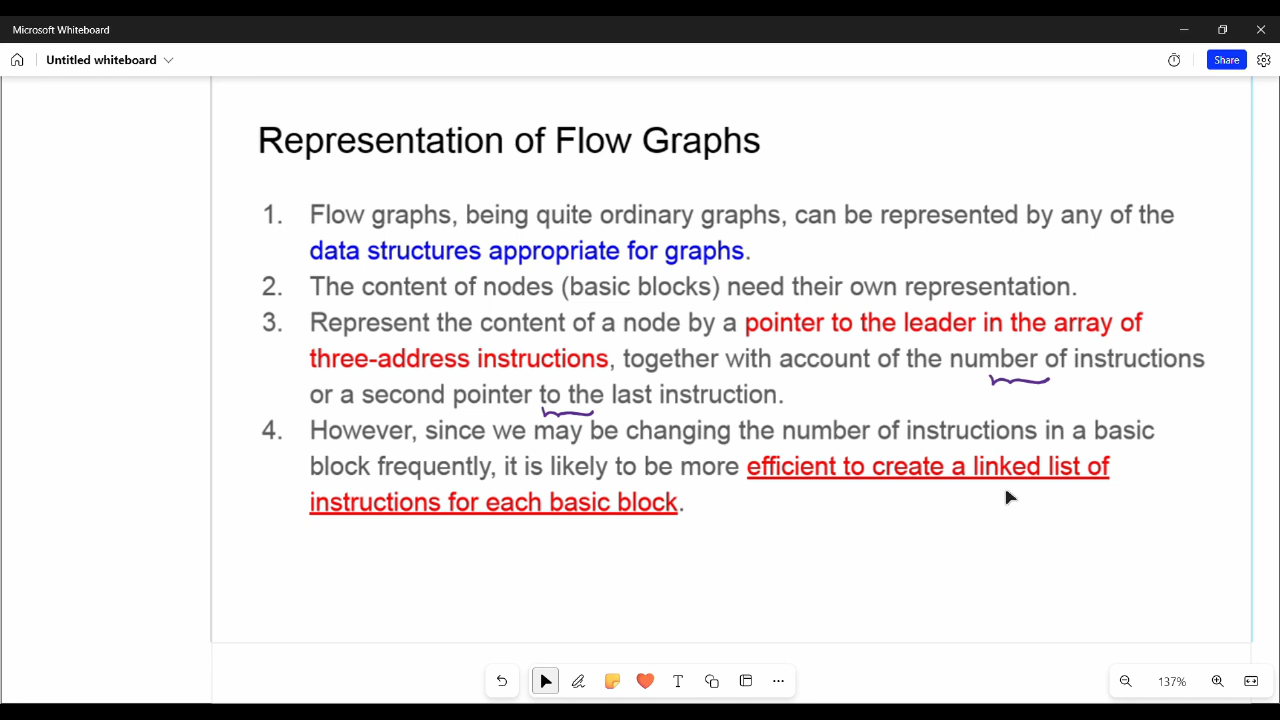 Microsoft Whiteboard
Untitled whiteboard
Share
Representation of Flow Graphs
1. Flow graphs, being quite ordinary graphs, can be represented by any of the
data structures appropriate for graphs.
2. The content of nodes (basic blocks) need their own representation.
3. Represent the content of a node by a pointer to the leader in the array of
three-address instructions, together with account of the number of instructions
or a second pointer to the last instruction.
4. However, since we may be changing the number of instructions in a basic
block frequently, it is likely to be more efficient to create a linked list of
instructions for each basic block.
T
137%